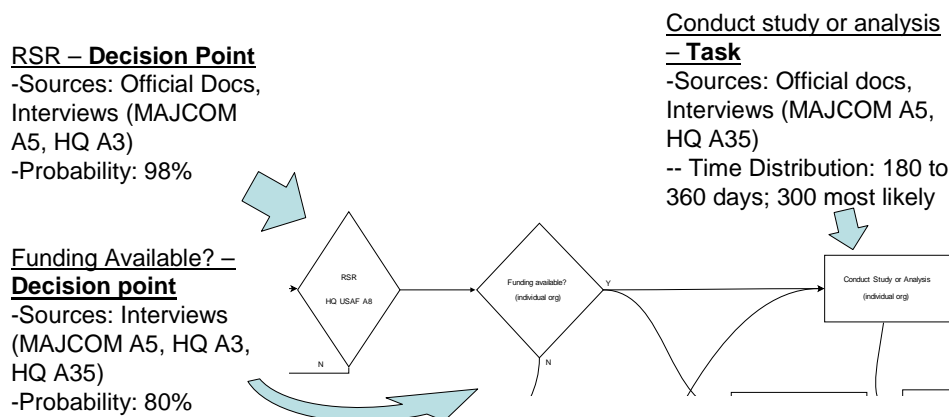 RSR – Decision Point
-Sources: Official Docs,
Interviews (MAJCOM
A5, HQ A3)
-Probability: 98%
Funding Available? –
Decision point
-Sources: Interviews
(MAJCOM A5, HQ A3,
HQ A35)
-Probability: 80%
Conduct study or analysis
– Task
-Sources: Official docs,
Interviews (MAJCOM A5,
HQ A35)
-- Time Distribution: 180 to
360 days; 300 most likely
RSR
HQ USAF A8
N
Funding available?
(individual org)
Y
N
Conduct Study or Analysis
(individual org)